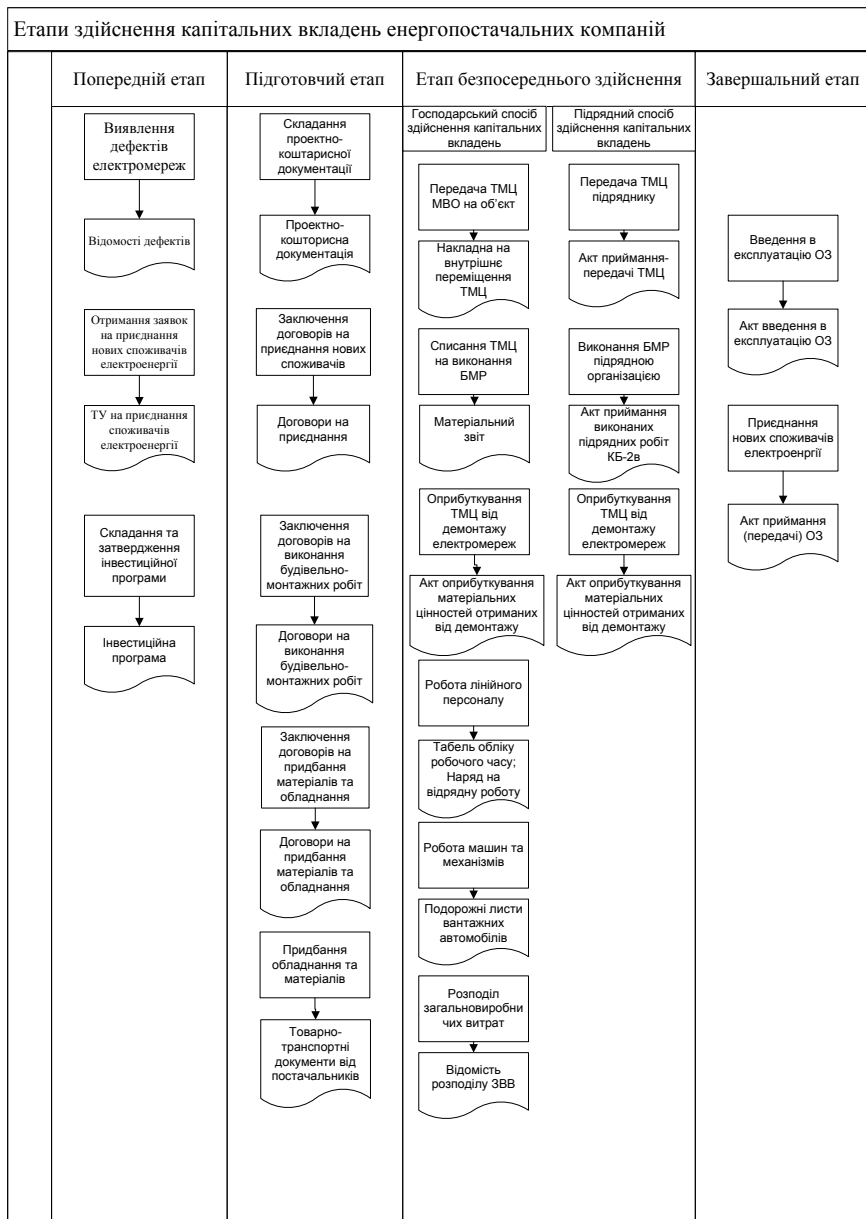 Етапи здійснення капітальних вкладень енергопостачальних компаній
Попередній етап
Підготовчий етап
Етап безпосереднього здійснення
Завершальний етап
Виявлення
дефектів
електромереж
Відомості дефектів
Отримання заявок
на приєднання
нових споживачів
електроенергії
ТУ на приєднання
споживачів
електроенергії
Складання та
затвердження
інвестиційної
програми
Інвестиційна
програма
Складання
проектно-
коштарисної
документації
Проектно-
кошторисна
документація
Заключення
договорів на
приєднання нових
споживачів
Договори на
приєднання
Заключення
договорів на
виконання
будівельно-
монтажних робіт
Договори на
виконання
будівельно-
монтажних робіт
Заключення
договорів на
придбання
матеріалів та
обладнання
Договори на
придбання
матеріалів та
обладнання
Придбання
обладнання та
матеріалів
Товарно-
транспортні
документи від
постачальників
Господарський спосіб
здійснення капітальних
вкладень
Передача ТМЦ
МВО на об’єкт
Накладна на
внутрішнє
переміщення
ТМЦ
Списання ТМЦ
на виконання
БМР
Матеріальний
звіт
Оприбуткування
ТМЦ від
демонтажу
електромереж
Акт оприбуткування
матеріальних
цінностей отриманих
від демонтажу
Робота лінійного
персоналу
Табель обліку
робочого часу;
Наряд на
відрядну роботу
Робота машин та
механізмів
Подорожні листи
вантажних
автомобілів
Розподіл
загальновиробни
чих витрат
Відомість
розподілу ЗВВ
Підрядний спосіб
здійснення капітальних
вкладень
Передача ТМЦ
підряднику
Акт приймання-
передачі ТМЦ
Виконання БМР
підрядною
організацією
Акт приймання
виконаних
підрядних робіт
КБ-2в
Оприбуткування
ТМЦ від
демонтажу
електромереж
Акт оприбуткування
матеріальних
цінностей отриманих
від демонтажу
Введення в
експлуатацію ОЗ
Акт введення в
експлуатацію ОЗ
Приєднання
нових споживачів
електроенргії
Акт приймання
(передачі) ОЗ